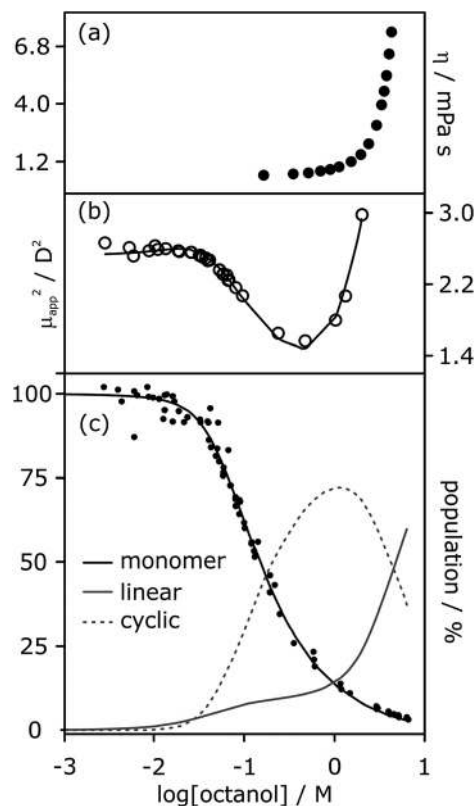 (a)
6.8
4.0
1.2
η / mPa s
(b)
μapp² / D²
3.0
2.2
1.4
(c)
100
75
50
25
0
monomer
linear
cyclic
population / %
-3 -2 -1 0 1
log[octanol] / M